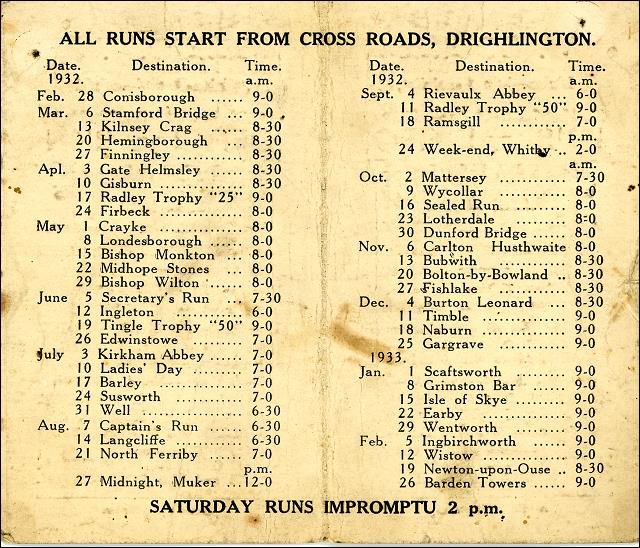 ALL RUNS START FROM CROSS ROADS, DRIGHLINGTON.
Date. Destination. Time.
1932. a.m.
Feb. 28 Conisborough ...... 9-0
Mar. 6 Stamford Bridge ... 9-0
13 Kilnsey Crag ...... 8-30
20 Hemingborough ... 8-30
27 Finningley ............ 8-30
Apl. 3 Gate Helmsley ...... 8-30
10 Gisburn ............... 8-30
17 Radley Trophy "25" 9-0
24 Firbeck ............... 8-0
May 1 Crayke ............... 8-0
8 Londesborough ...... 8-0
15 Bishop Monkton ... 8-0
22 Midhope Stones ... 8-0
29 Bishop Wilton ...... 8-0
June 5 Secretary's Run ... 7-30
12 Ingleton ............ 6-0
19 Tingle Trophy "50" 9-0
26 Edwinstowe ......... 7-0
July 3 Kirkham Abbey ...... 7-0
10 Ladies' Day ......... 7-0
17 Barley ............... 7-0
24 Susworth ............ 7-0
31 Well .................. 6-30
Aug. 7 Captain's Run ...... 6-30
14 Langcliffe ............ 6-30
21 North Ferriby ...... 7-0
p.m.
27 Midnight, Muker ... 12-0
Date. Destination. Time.
1932. a.m.
Sept. 4 Rievaulx Abbey ... 6-0
11 Radley Trophy "50" 9-0
18 Ramsgill ............ 7-0
p.m.
24 Week-end, Whitby .. 2-0
a.m.
Oct. 2 Mattersey ............ 7-30
9 Wycollar ............ 8-0
16 Sealed Run ......... 8-0
23 Lotherdale ......... 8-0
30 Dunford Bridge ...... 8-0
Nov. 6 Carlton Husthwaite 8-0
13 Bubwith ............ 8-30
20 Bolton-by-Bowland .. 8-30
27 Fishlake ............ 8-30
Dec. 4 Burton Leonard ... 8-30
11 Timble ............... 9-0
18 Naburn ............... 9-0
25 Gargrave ............ 9-0
1933.
Jan. 1 Scaftsworth ......... 9-0
8 Grimston Bar ...... 9-0
15 Isle of Skye ......... 9-0
22 Earby ............... 9-0
29 Wentworth ......... 9-0
Feb. 5 Ingbirchworth ...... 9-0
12 Wistow ............... 9-0
19 Newton-upon-Ouse .. 8-30
26 Barden Towers ...... 9-0
SATURDAY RUNS IMPROMPTU 2 p.m.